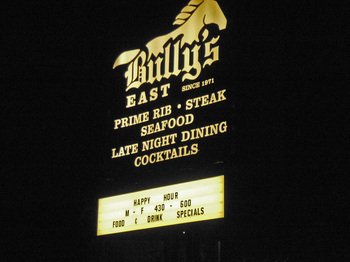 Bully's
EAST SINCE 1971
PRIME RIB • STEAK
SEAFOOD
LATE NIGHT DINING
COCKTAILS
HAPPY HOUR
M - F 430 - 600
FOOD & DRINK SPECIALS